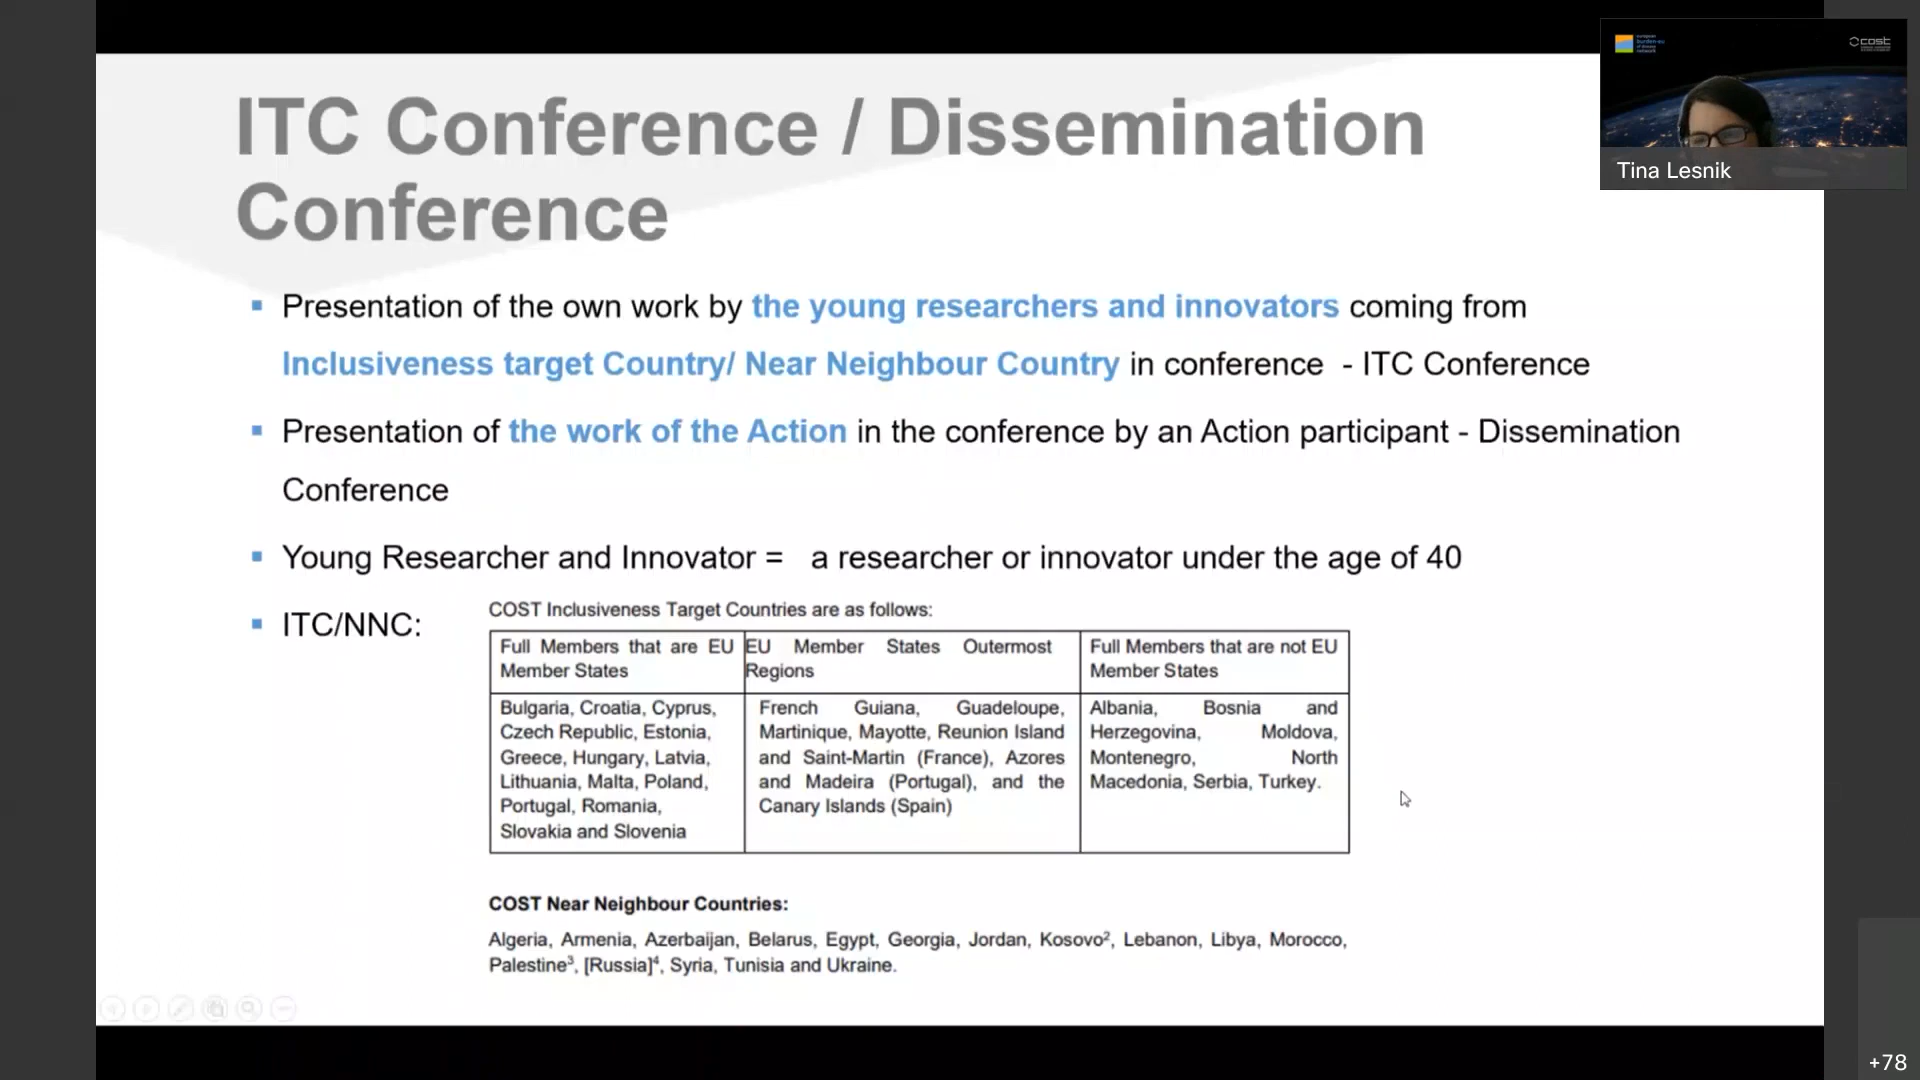 ITC Conference / Dissemination
Conference
Presentation of the own work by the young researchers and innovators coming from
Inclusiveness target Country/ Near Neighbour Country in conference - ITC Conference
Presentation of the work of the Action in the conference by an Action participant - Dissemination
Conference
Young Researcher and Innovator = a researcher or innovator under the age of 40
ITC/NNC:
COST Inclusiveness Target Countries are as follows:
Full Members that are EU
Member States
EU Member States Outermost
Regions
Full Members that are not EU
Member States
Bulgaria, Croatia, Cyprus,
Czech Republic, Estonia,
Greece, Hungary, Latvia,
Lithuania, Malta, Poland,
Portugal, Romania,
Slovakia and Slovenia
French Guiana, Guadeloupe,
Martinique, Mayotte, Reunion Island
and Saint-Martin (France), Azores
and Madeira (Portugal), and the
Canary Islands (Spain)
Albania, Bosnia and
Herzegovina, Moldova,
Montenegro, North
Macedonia, Serbia, Turkey.
COST Near Neighbour Countries:
Algeria, Armenia, Azerbaijan, Belarus, Egypt, Georgia, Jordan, Kosovo², Lebanon, Libya, Morocco,
Palestine³, [Russia]⁴, Syria, Tunisia and Ukraine.
european
burden-eu
of disease
network
cost
Tina Lesnik
+78